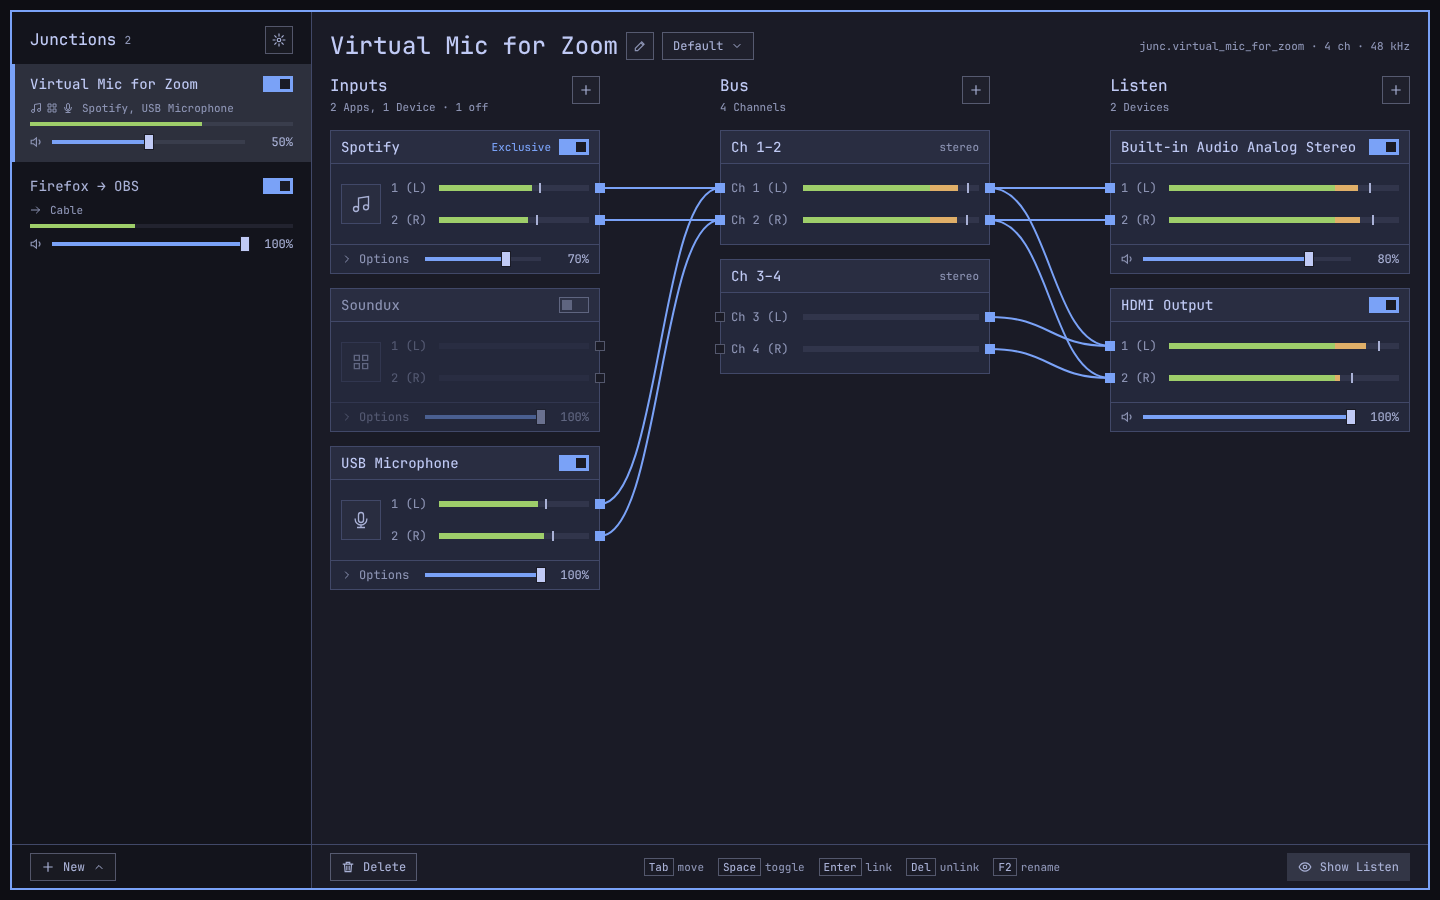 Junctions 2
Virtual Mic for Zoom
Spotify, USB Microphone
50%
Firefox → OBS
→ Cable
100%
New
Virtual Mic for Zoom
Default
junc.virtual_mic_for_zoom · 4 ch · 48 kHz
Inputs
2 Apps, 1 Device · 1 off
Spotify
Exclusive
1 (L)
2 (R)
Options
70%
Soundux
1 (L)
2 (R)
Options
100%
USB Microphone
1 (L)
2 (R)
Options
100%
Bus
4 Channels
Ch 1–2
stereo
Ch 1 (L)
Ch 2 (R)
Ch 3–4
stereo
Ch 3 (L)
Ch 4 (R)
Listen
2 Devices
Built-in Audio Analog Stereo
1 (L)
2 (R)
80%
HDMI Output
1 (L)
2 (R)
100%
Delete
Tab move Space toggle Enter link Del unlink F2 rename
Show Listen